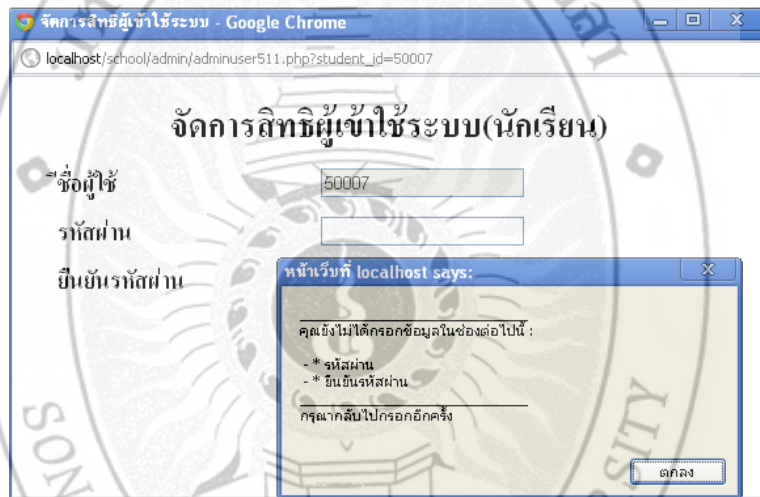 จัดการสิทธิผู้เข้าใช้ระบบ - Google Chrome
localhost/school/admin/adminuser511.php?student_id=50007
จัดการสิทธิผู้เข้าใช้ระบบ(นักเรียน)
ชื่อผู้ใช้ 50007
รหัสผ่าน
ยืนยันรหัสผ่าน
หน้าเว็บที่ localhost says:
คุณยังไม่ได้กรอกข้อมูลในช่องต่อไปนี้ :
- * รหัสผ่าน
- * ยืนยันรหัสผ่าน
กรุณากลับไปกรอกอีกครั้ง
ตกลง